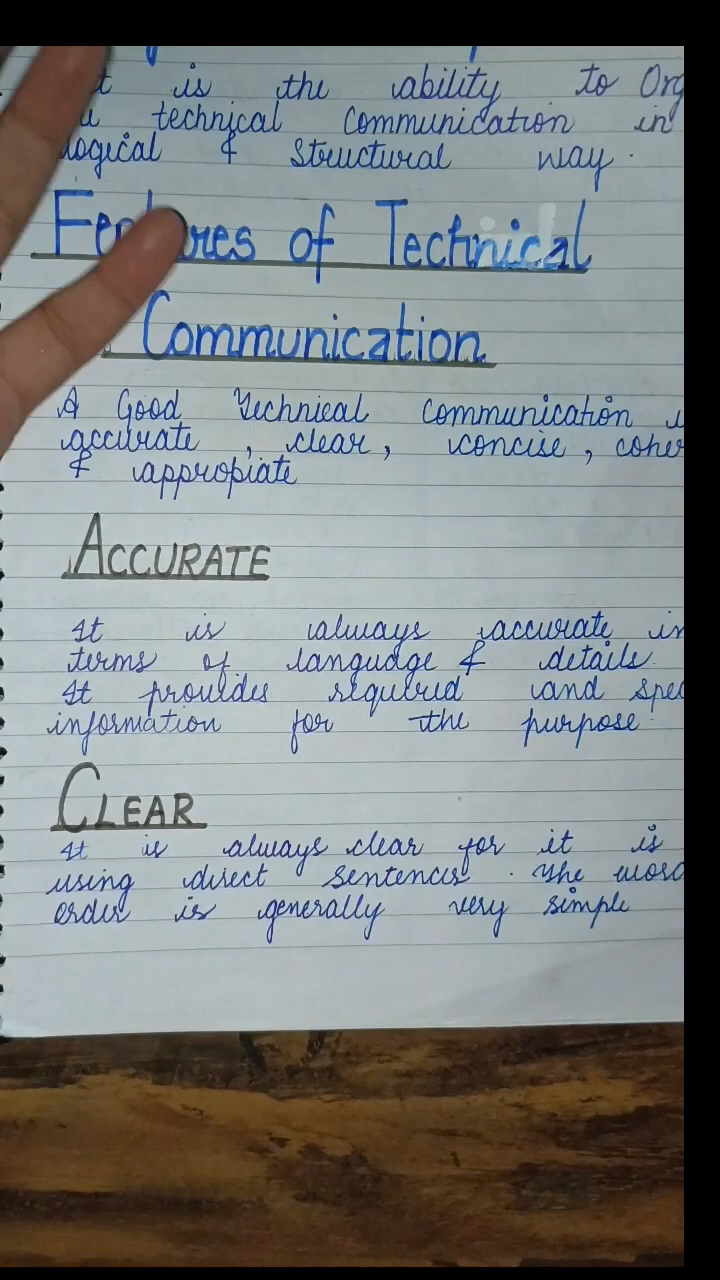 is the ability to Org
technical communication in
logical & structural way.
Features of Technical
Communication
A Good Technical communication
accurate, clear, concise, coher
& appropiate
ACCURATE
It is always accurate in
terms of language & details.
It provides required and spec
information for the purpose.
CLEAR
It is always clear for it is
using direct sentences. The word
order is generally very simple